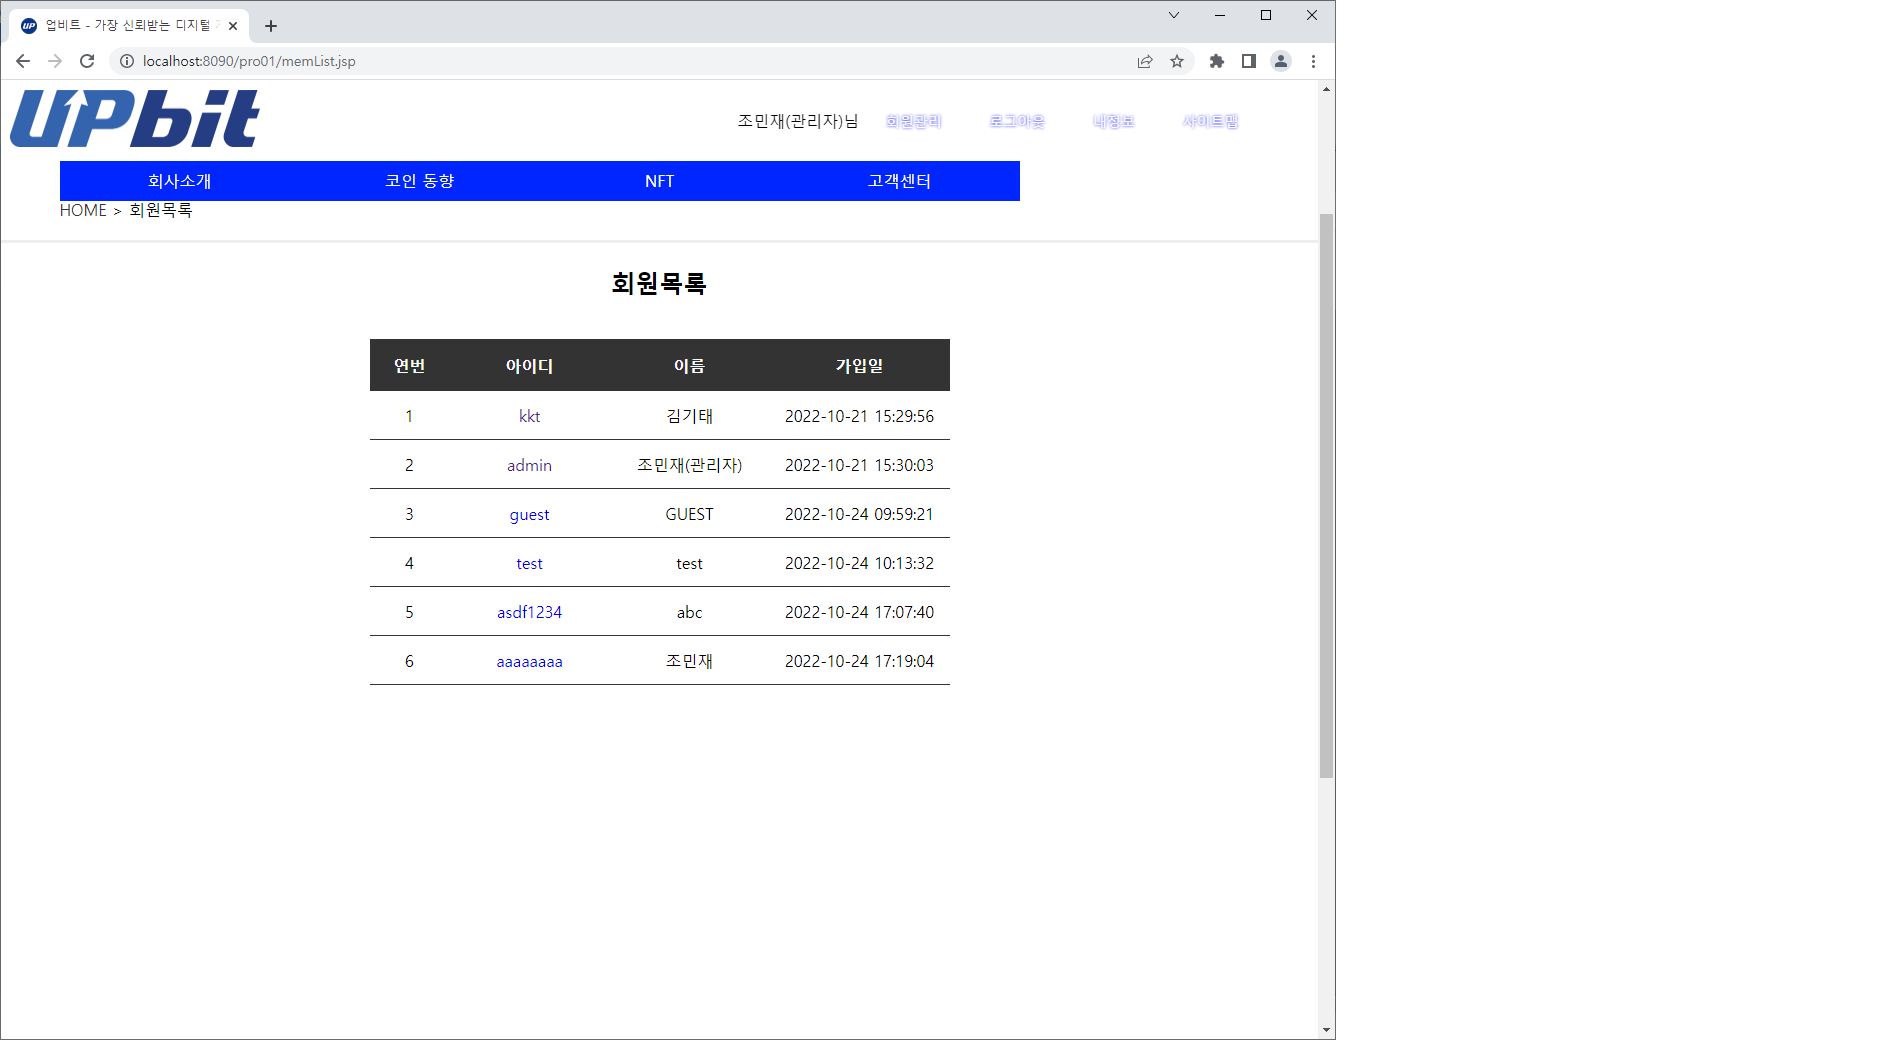 UP 업비트 - 가장 신뢰받는 디지털
localhost:8090/pro01/memList.jsp
UPbit
조민재(관리자)님 회원관리 로그아웃 내정보 사이트맵
회사소개 코인 동향 NFT 고객센터
HOME > 회원목록
회원목록
연번 아이디 이름 가입일
1 kkt 김기태 2022-10-21 15:29:56
2 admin 조민재(관리자) 2022-10-21 15:30:03
3 guest GUEST 2022-10-24 09:59:21
4 test test 2022-10-24 10:13:32
5 asdf1234 abc 2022-10-24 17:07:40
6 aaaaaaaa 조민재 2022-10-24 17:19:04